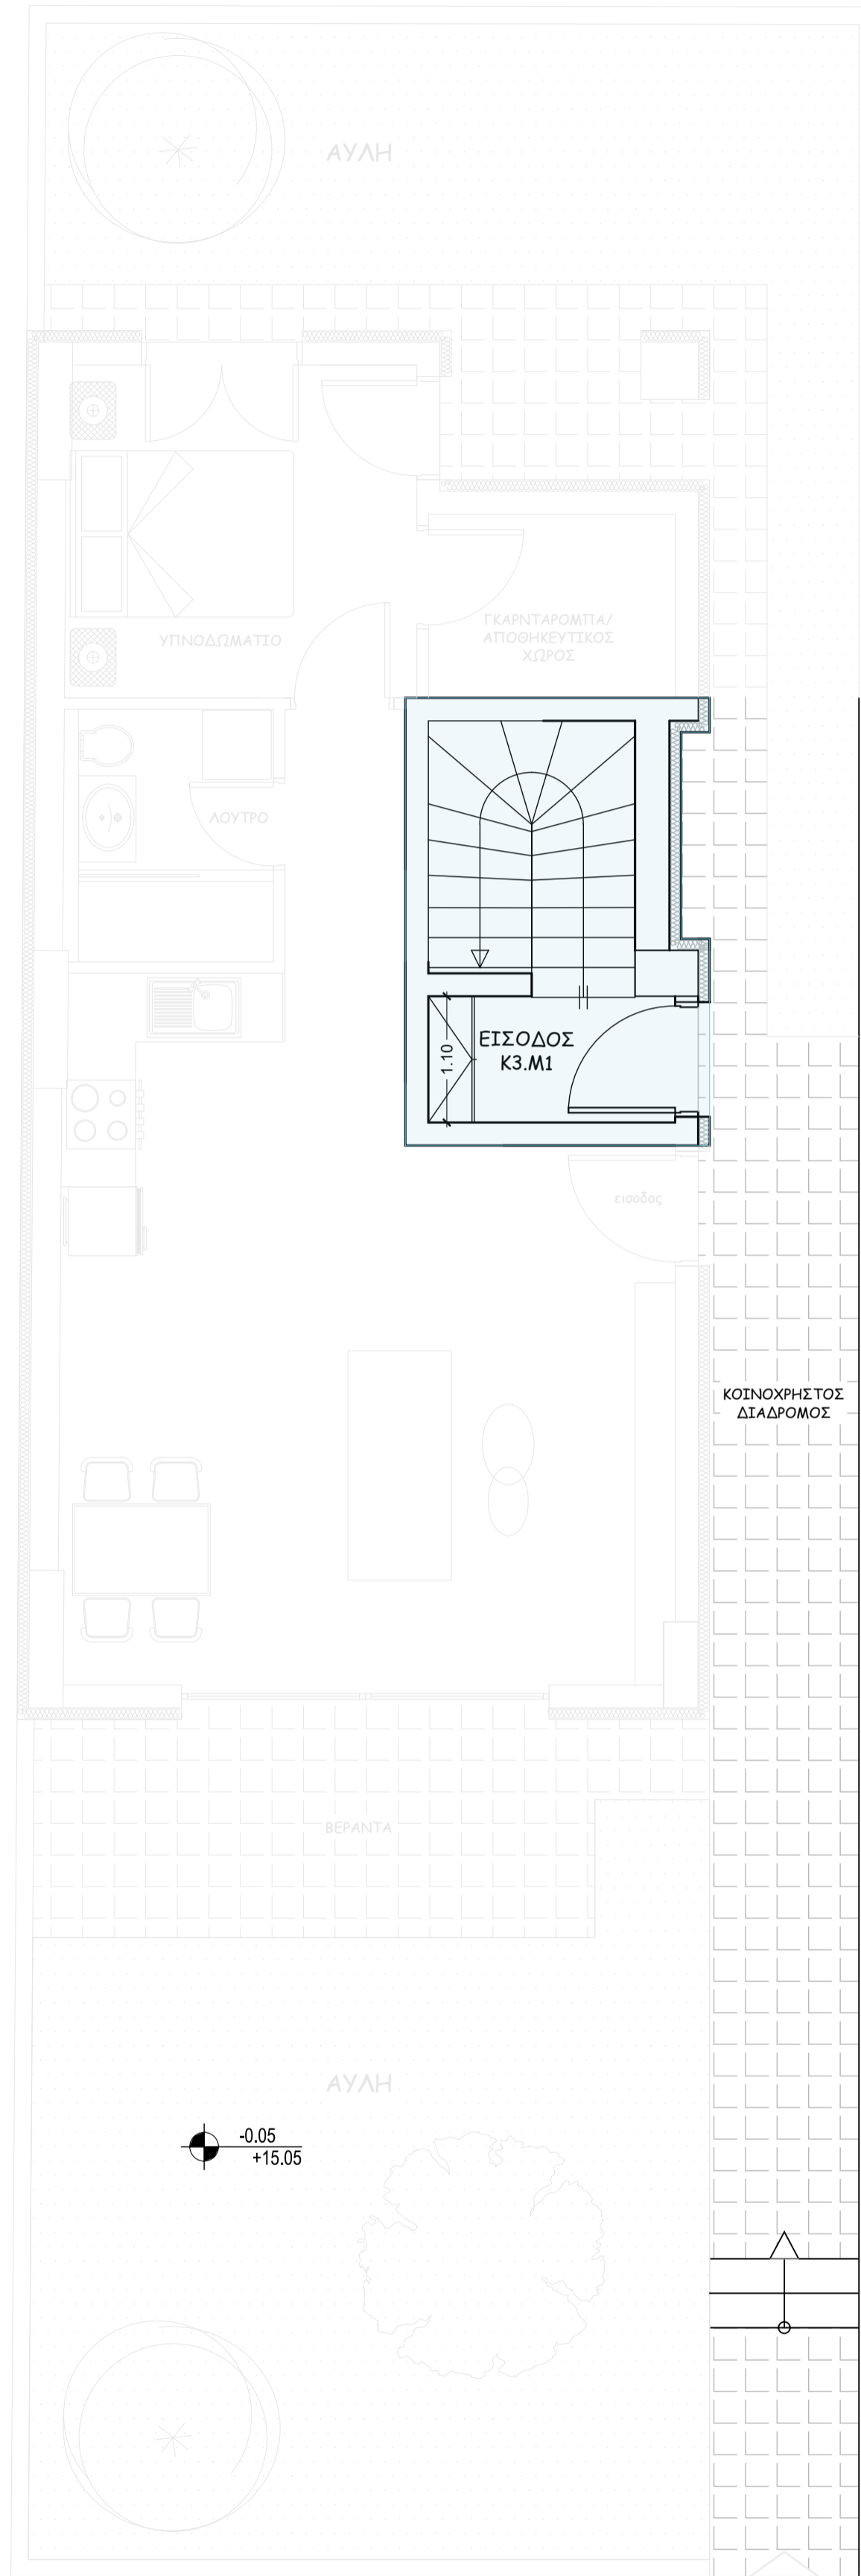 ΑΥΛΗ
ΥΠΝΟΔΩΜΑΤΙΟ
ΓΚΑΡΝΤΑΡΟΜΠΑ/
ΑΠΟΘΗΚΕΥΤΙΚΟΣ
ΧΩΡΟΣ
ΛΟΥΤΡΟ
1.10
ΕΙΣΟΔΟΣ
Κ3.Μ1
εισοδος
ΚΟΙΝΟΧΡΗΣΤΟΣ
ΔΙΑΔΡΟΜΟΣ
ΒΕΡΑΝΤΑ
ΑΥΛΗ
-0.05
+15.05